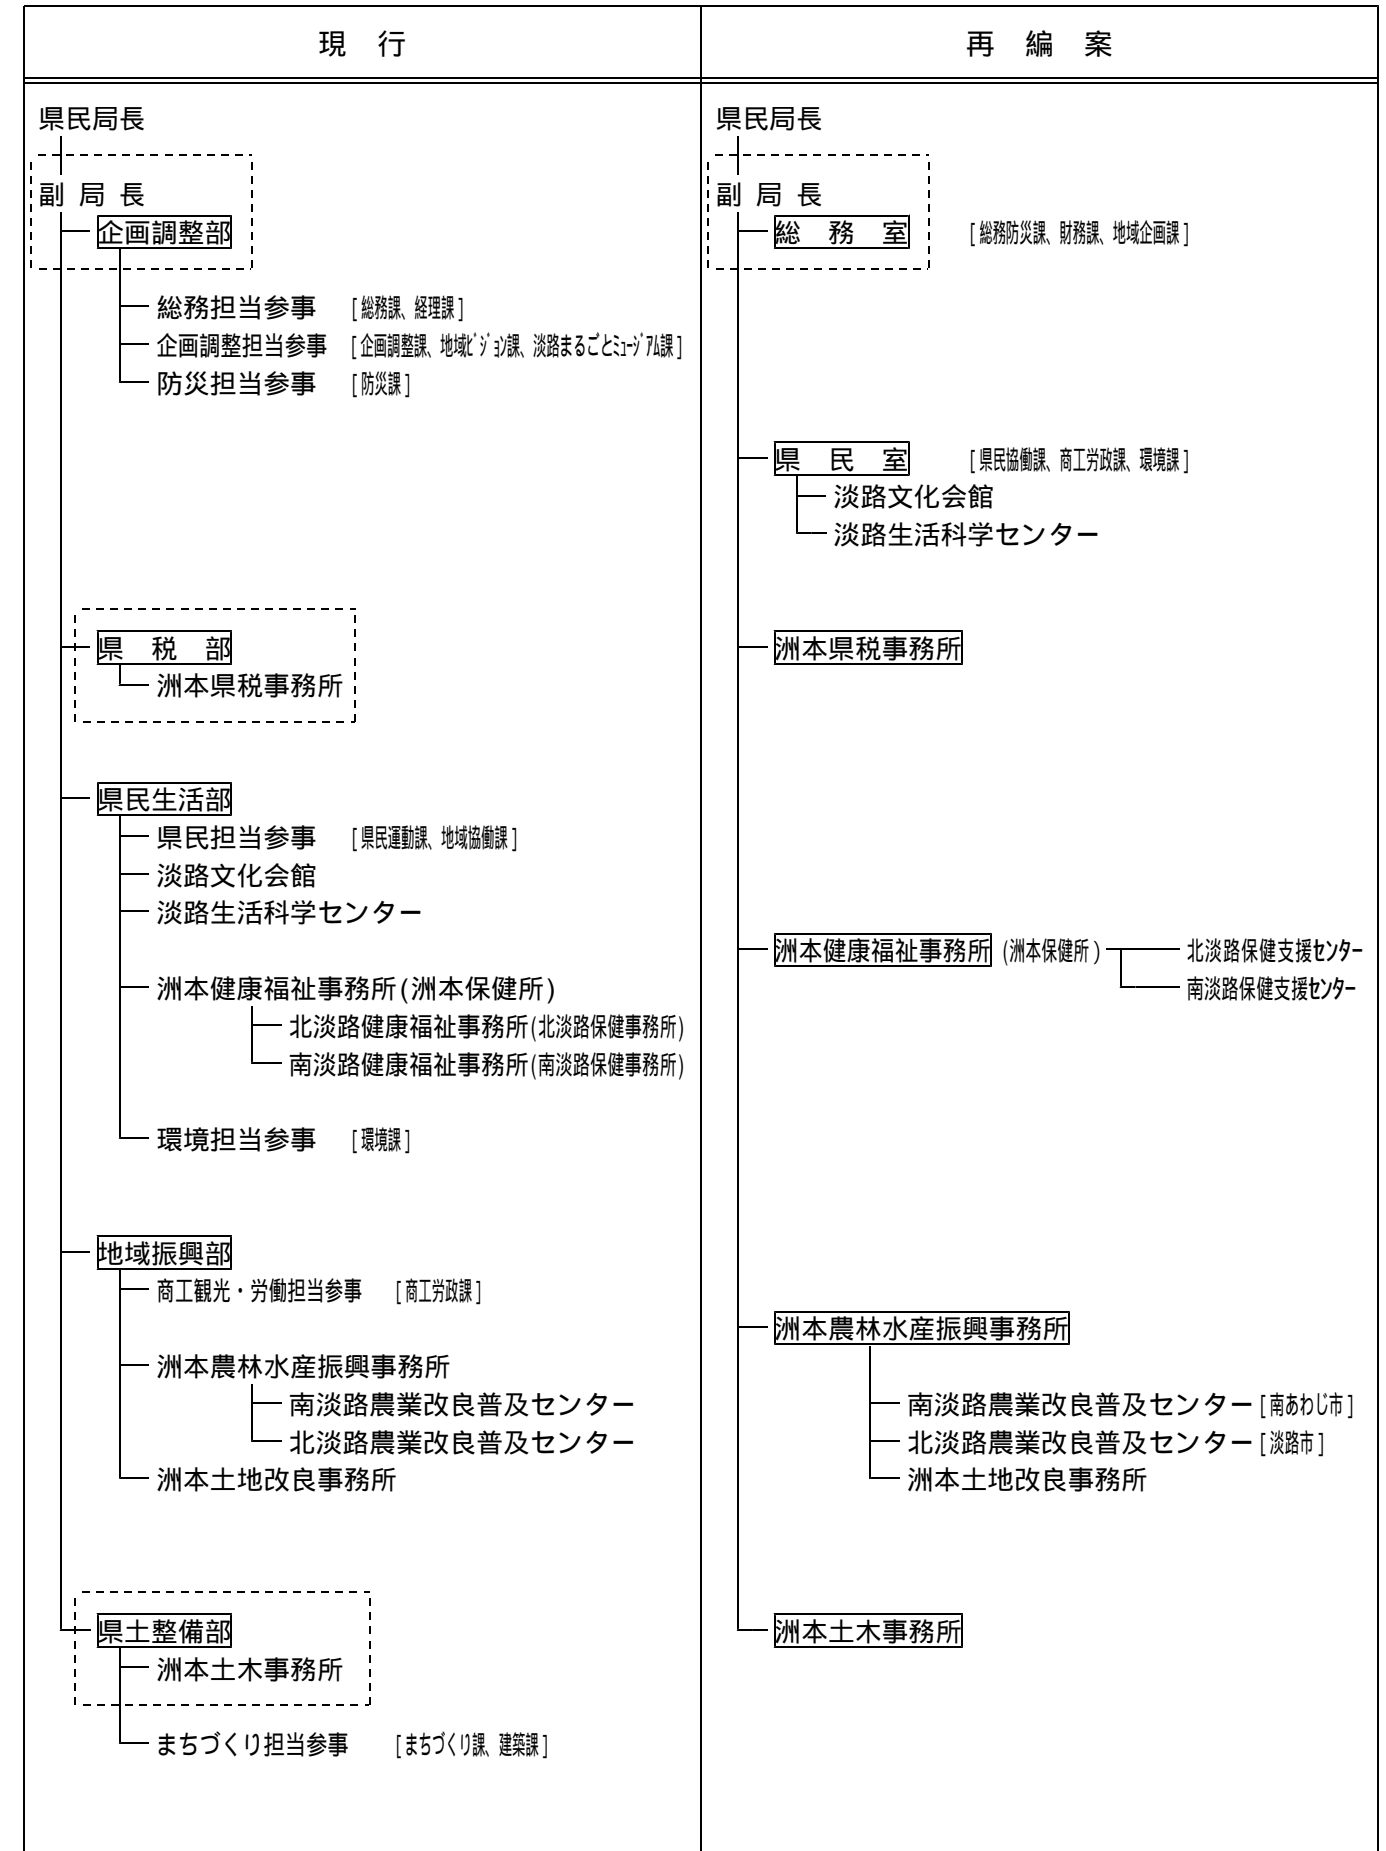 現　行
県民局長
副 局 長
企画調整部
総務担当参事　[総務課、経理課]
企画調整担当参事　[企画調整課、地域ﾋﾞｼﾞｮﾝ課、淡路まるごとﾐｭｰｼﾞｱﾑ課]
防災担当参事　[防災課]
県　税　部
洲本県税事務所
県民生活部
県民担当参事　[県民運動課、地域協働課]
淡路文化会館
淡路生活科学センター
洲本健康福祉事務所(洲本保健所)
北淡路健康福祉事務所(北淡路保健事務所)
南淡路健康福祉事務所(南淡路保健事務所)
環境担当参事　[環境課]
地域振興部
商工観光・労働担当参事　[商工労政課]
洲本農林水産振興事務所
南淡路農業改良普及センター
北淡路農業改良普及センター
洲本土地改良事務所
県土整備部
洲本土木事務所
まちづくり担当参事　[まちづくり課、建築課]
再　編　案
県民局長
副 局 長
総　務　室　[総務防災課、財務課、地域企画課]
県　民　室　[県民協働課、商工労政課、環境課]
淡路文化会館
淡路生活科学センター
洲本県税事務所
洲本健康福祉事務所(洲本保健所)　北淡路保健支援ｾﾝﾀｰ
南淡路保健支援ｾﾝﾀｰ
洲本農林水産振興事務所
南淡路農業改良普及センター[南あわじ市]
北淡路農業改良普及センター[淡路市]
洲本土地改良事務所
洲本土木事務所